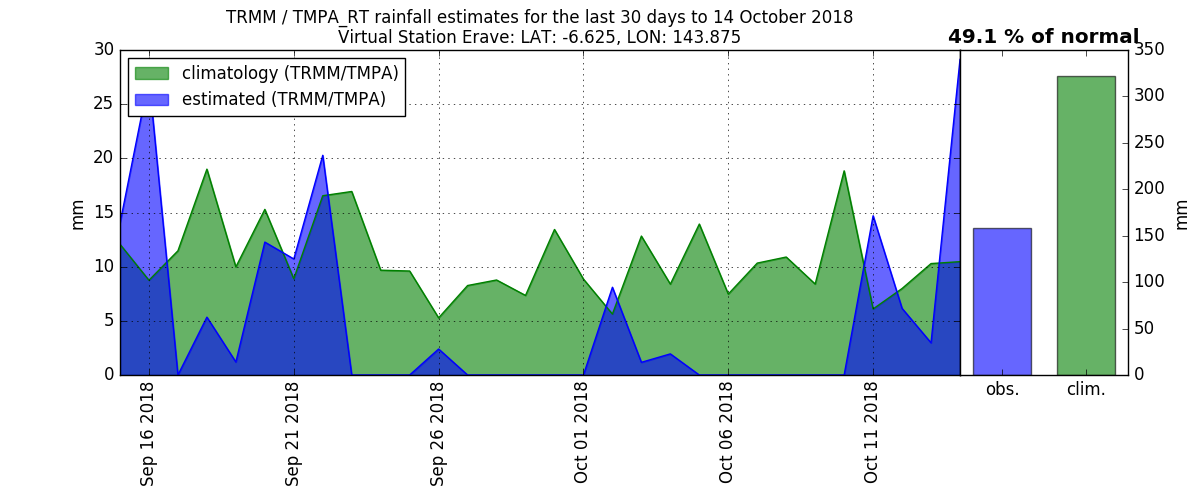 TRMM / TMPA_RT rainfall estimates for the last 30 days to 14 October 2018
Virtual Station Erave: LAT: -6.625, LON: 143.875
49.1 % of normal
climatology (TRMM/TMPA)
estimated (TRMM/TMPA)
30
25
20
15
10
5
0
mm
Sep 16 2018
Sep 21 2018
Sep 26 2018
Oct 01 2018
Oct 06 2018
Oct 11 2018
obs.
clim.
350
300
250
200
150
100
50
0
mm